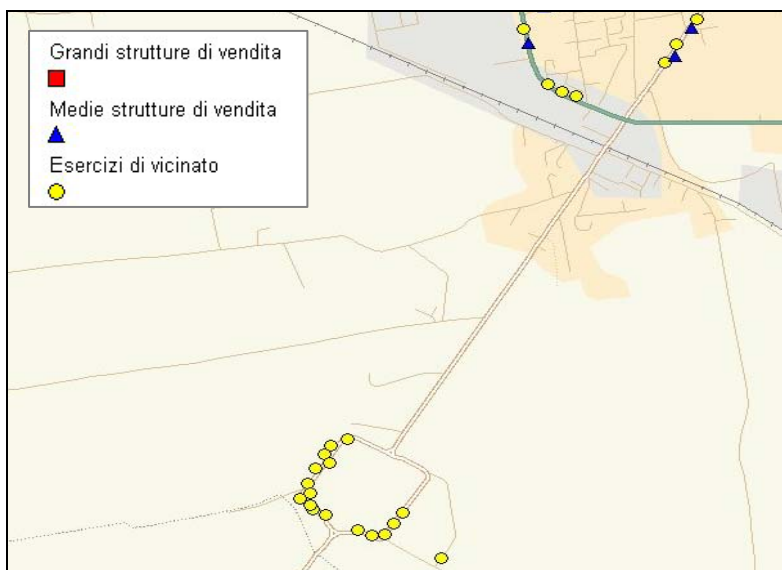 Grandi strutture di vendita
Medie strutture di vendita
Esercizi di vicinato